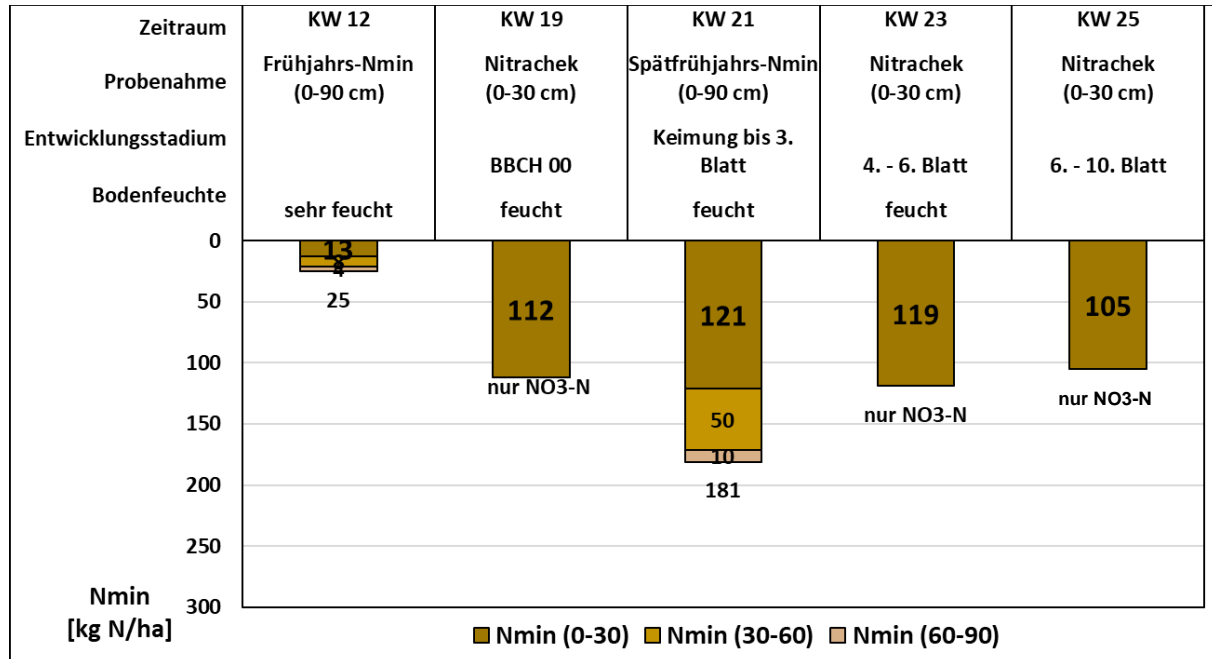 Zeitraum
KW 12
KW 19
KW 21
KW 23
KW 25
Probenahme
Frühjahrs-Nmin
(0-90 cm)
Nitrachek
(0-30 cm)
Spätfrühjahrs-Nmin
(0-90 cm)
Nitrachek
(0-30 cm)
Nitrachek
(0-30 cm)
Entwicklungsstadium
BBCH 00
Keimung bis 3.
Blatt
4. - 6. Blatt
6. - 10. Blatt
Bodenfeuchte
sehr feucht
feucht
feucht
feucht
0
50
100
150
200
250
300
Nmin
[kg N/ha]
13
4
25
112
nur NO3-N
121
50
10
181
119
nur NO3-N
105
nur NO3-N
Nmin (0-30)
Nmin (30-60)
Nmin (60-90)